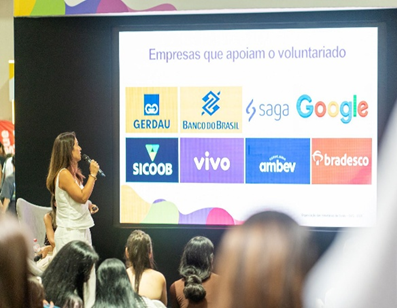 Empresas que apoiam o voluntariado
GERDAU
BANCO DO BRASIL
saga
Google
SICOOB
vivo
ambev
bradesco